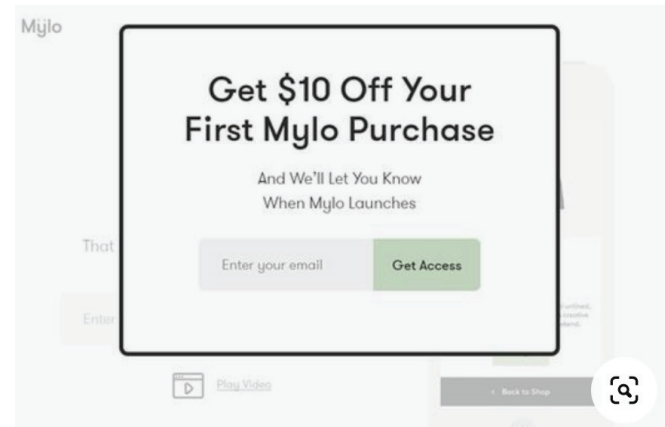 Mylo
Get $10 Off Your
First Mylo Purchase
And We'll Let You Know
When Mylo Launches
That
Enter your email
Get Access
Enter
Play Video
Back to Shop